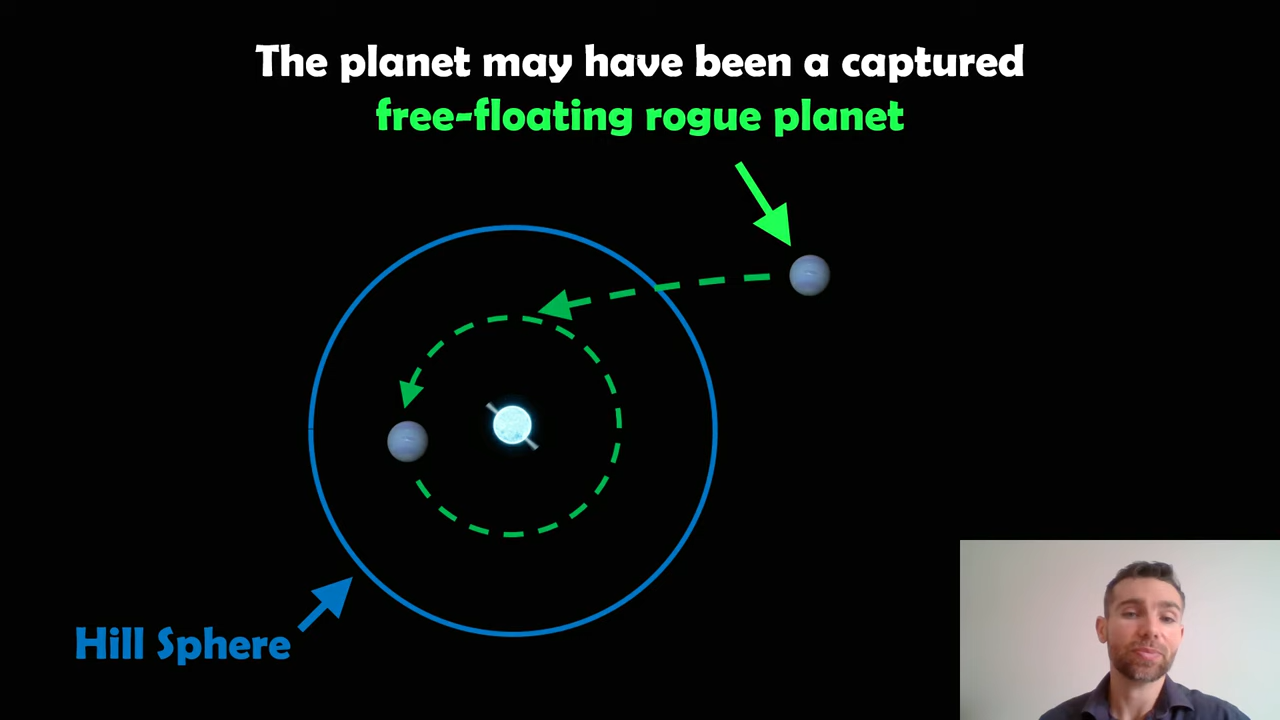 The planet may have been a captured
free-floating rogue planet
Hill Sphere